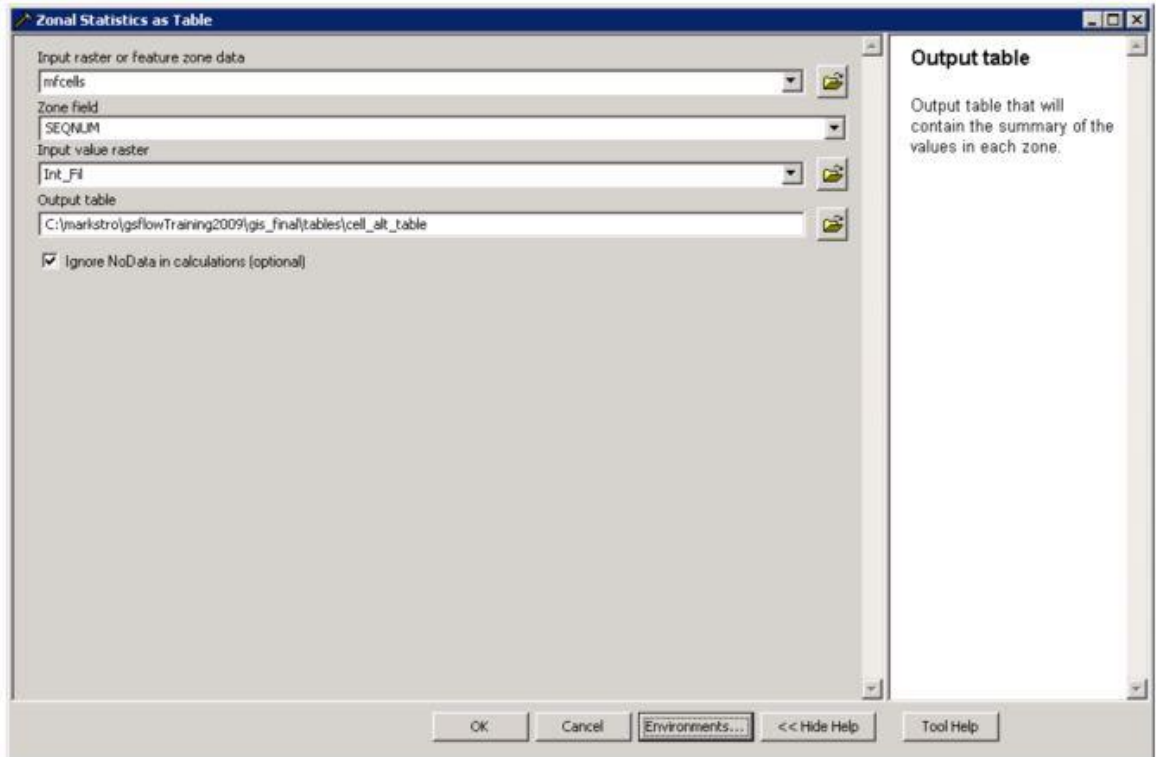 Zonal Statistics as Table
Input raster or feature zone data
mfcells
Zone field
SEQNUM
Input value raster
Int_Fil
Output table
C:\markstro\gsflowTraining2009\gis_final\tables\cell_alt_table
Ignore NoData in calculations (optional)
Output table
Output table that will
contain the summary of the
values in each zone.
OK
Cancel
Environments...
<< Hide Help
Tool Help